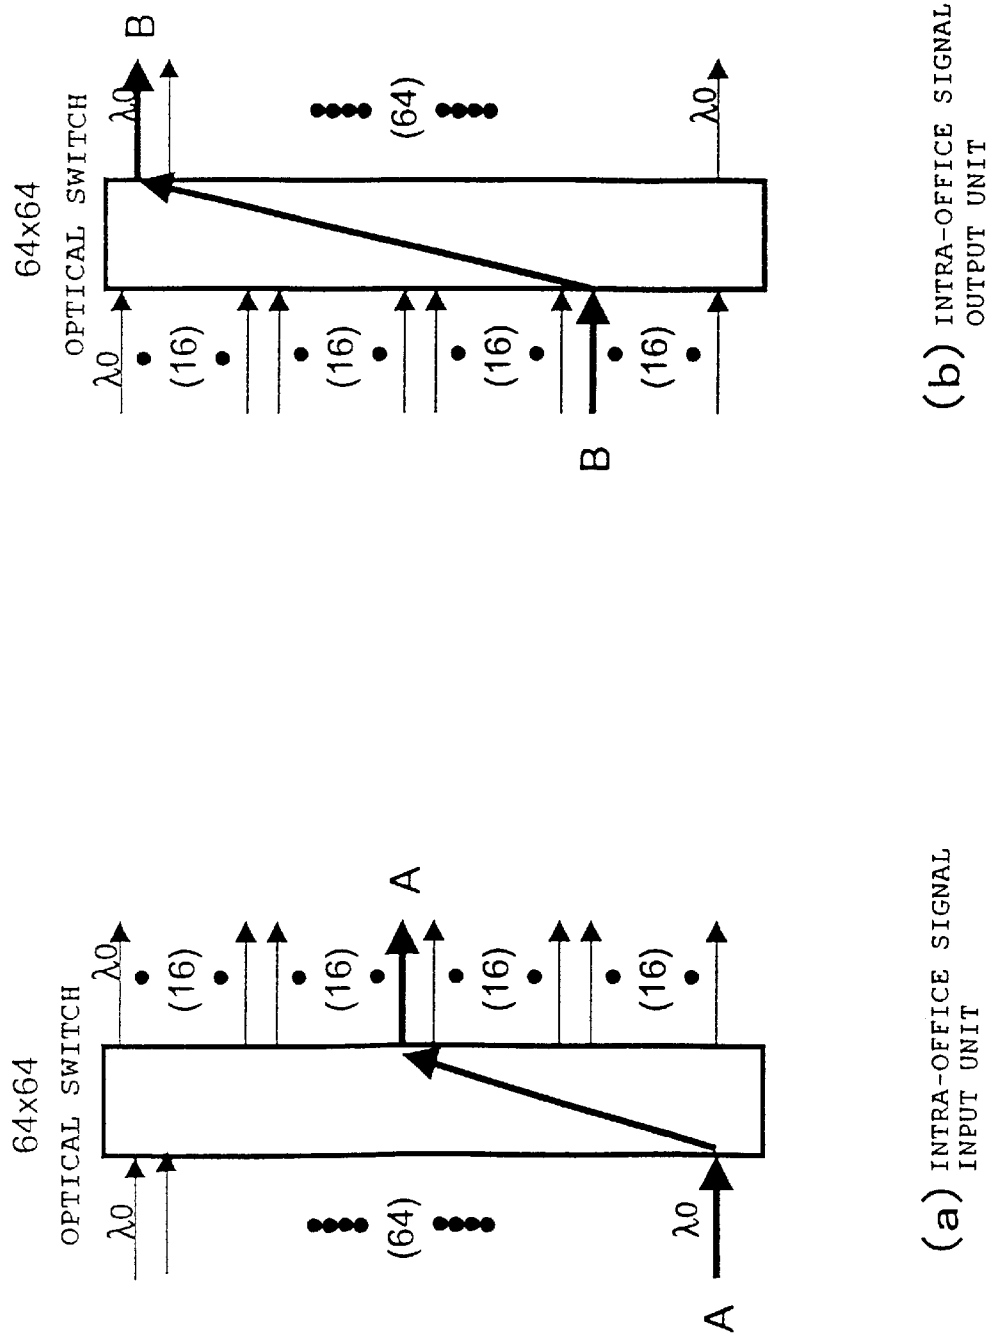 64x64
OPTICAL SWITCH
λ0
λ0
(16)
(16)
(64)
A
(16)
(16)
λ0
A
(a) INTRA-OFFICE SIGNAL
INPUT UNIT
64x64
OPTICAL SWITCH
λ0
λ0
B
(16)
(16)
(64)
(16)
B
(16)
λ0
(b) INTRA-OFFICE SIGNAL
OUTPUT UNIT